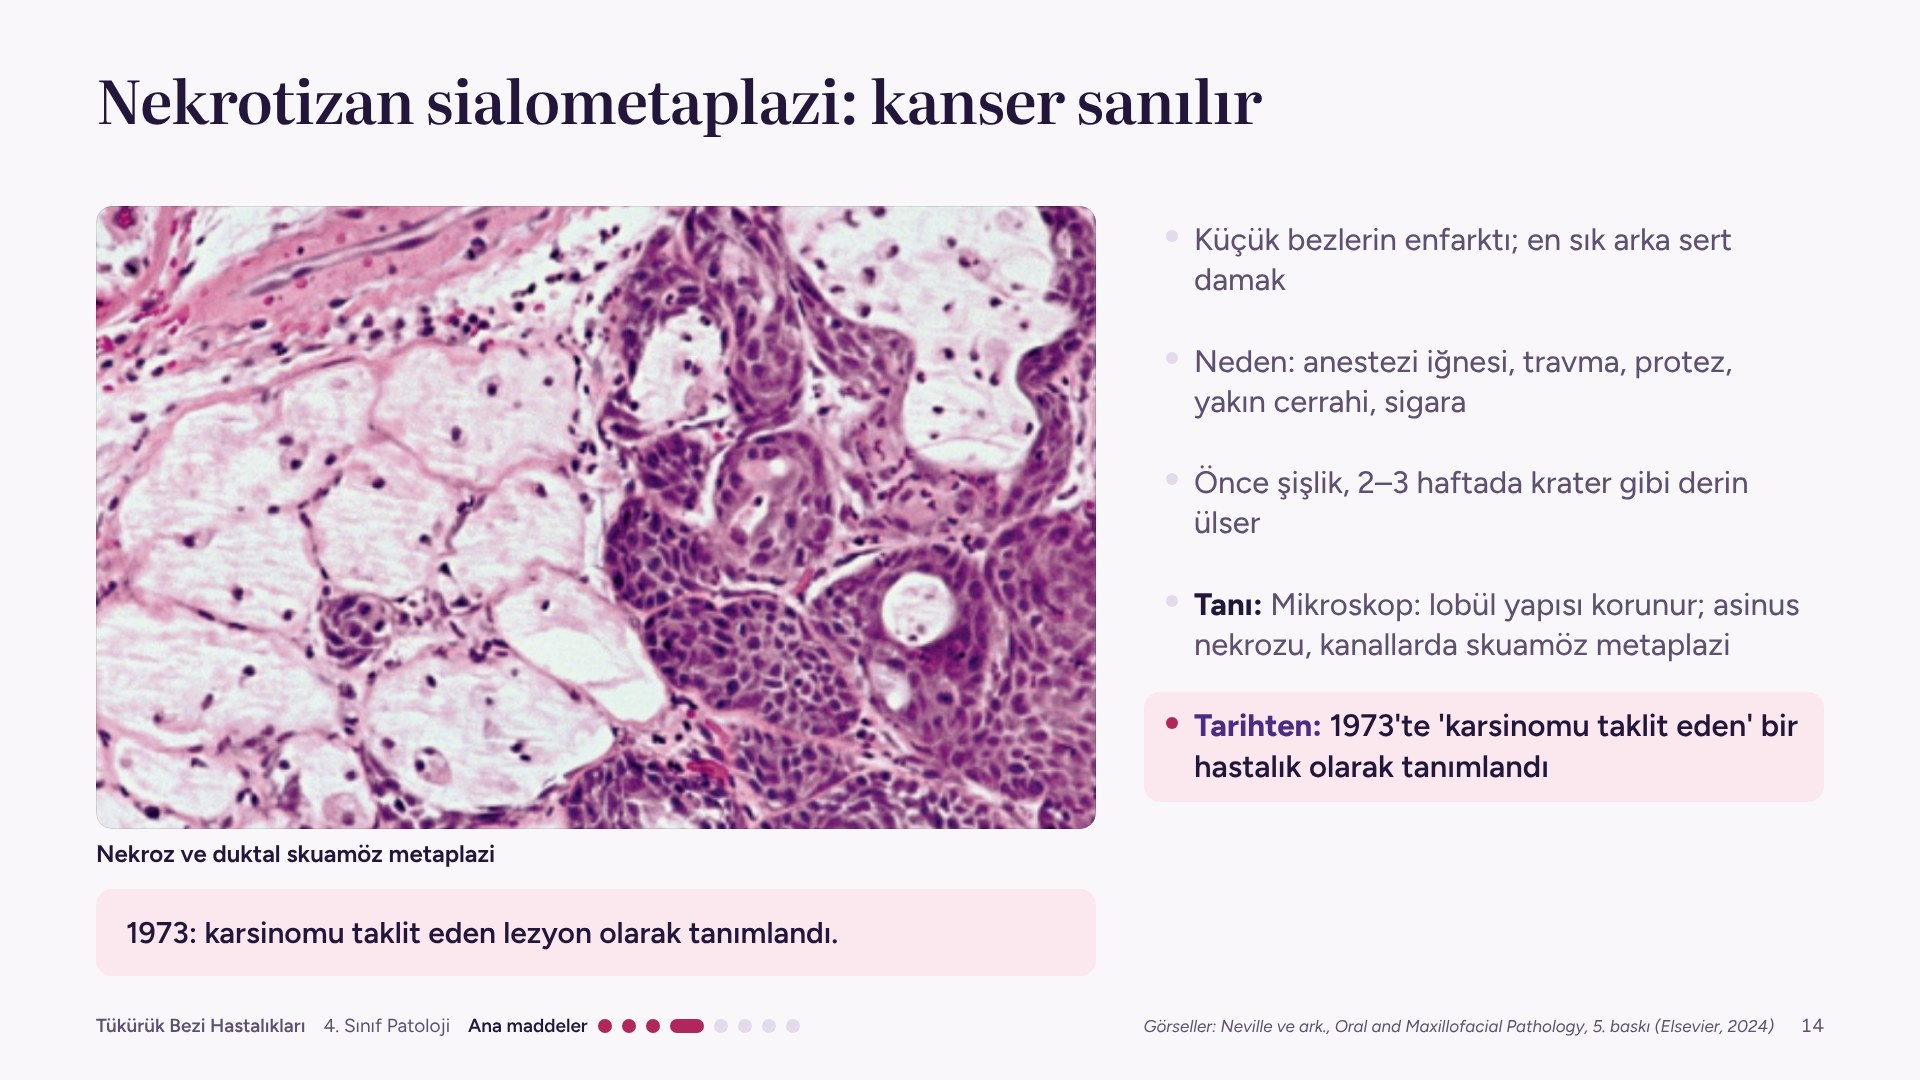 Nekrotizan sialometaplazi: kanser sanılır
Nekroz ve duktal skuamöz metaplazi
1973: karsinomu taklit eden lezyon olarak tanımlandı.
Küçük bezlerin enfarktı; en sık arka sert
damak
Neden: anestezi iğnesi, travma, protez,
yakın cerrahi, sigara
Önce şişlik, 2–3 haftada krater gibi derin
ülser
Tanı: Mikroskop: lobül yapısı korunur; asinus
nekrozu, kanallarda skuamöz metaplazi
Tarihten: 1973'te 'karsinomu taklit eden' bir
hastalık olarak tanımlandı
Tükürük Bezi Hastalıkları 4. Sınıf Patoloji Ana maddeler
Görseller: Neville ve ark., Oral and Maxillofacial Pathology, 5. baskı (Elsevier, 2024) 14